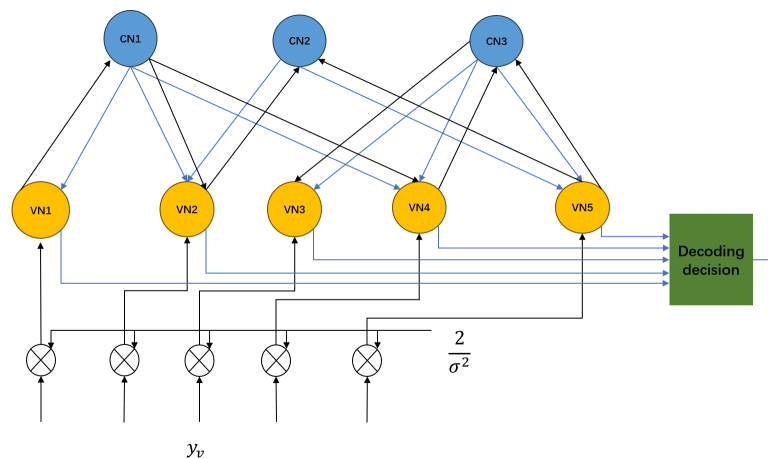 CN1
CN2
CN3
VN1
VN2
VN3
VN4
VN5
Decoding
decision
2
σ²
y_v